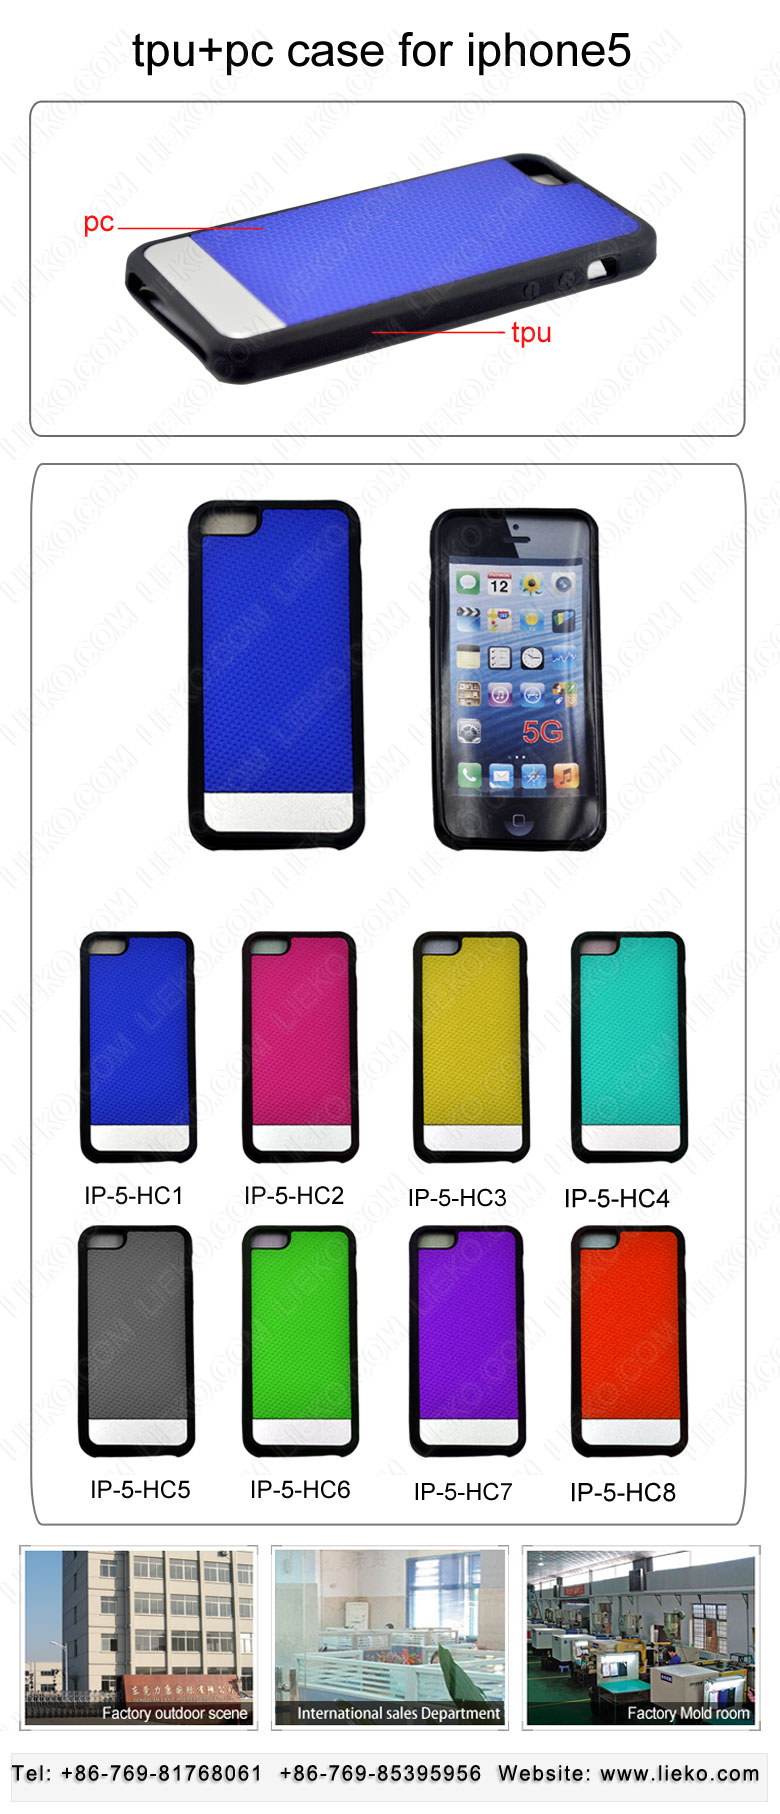 tpu+pc case for iphone5
pc
tpu
12
5G
IP-5-HC1 IP-5-HC2 IP-5-HC3 IP-5-HC4
IP-5-HC5 IP-5-HC6 IP-5-HC7 IP-5-HC8
Factory outdoor scene
International sales Department
Factory Mold room
Tel: +86-769-81768061 +86-769-85395956 Website: www.lieko.com
LIEKO.COM